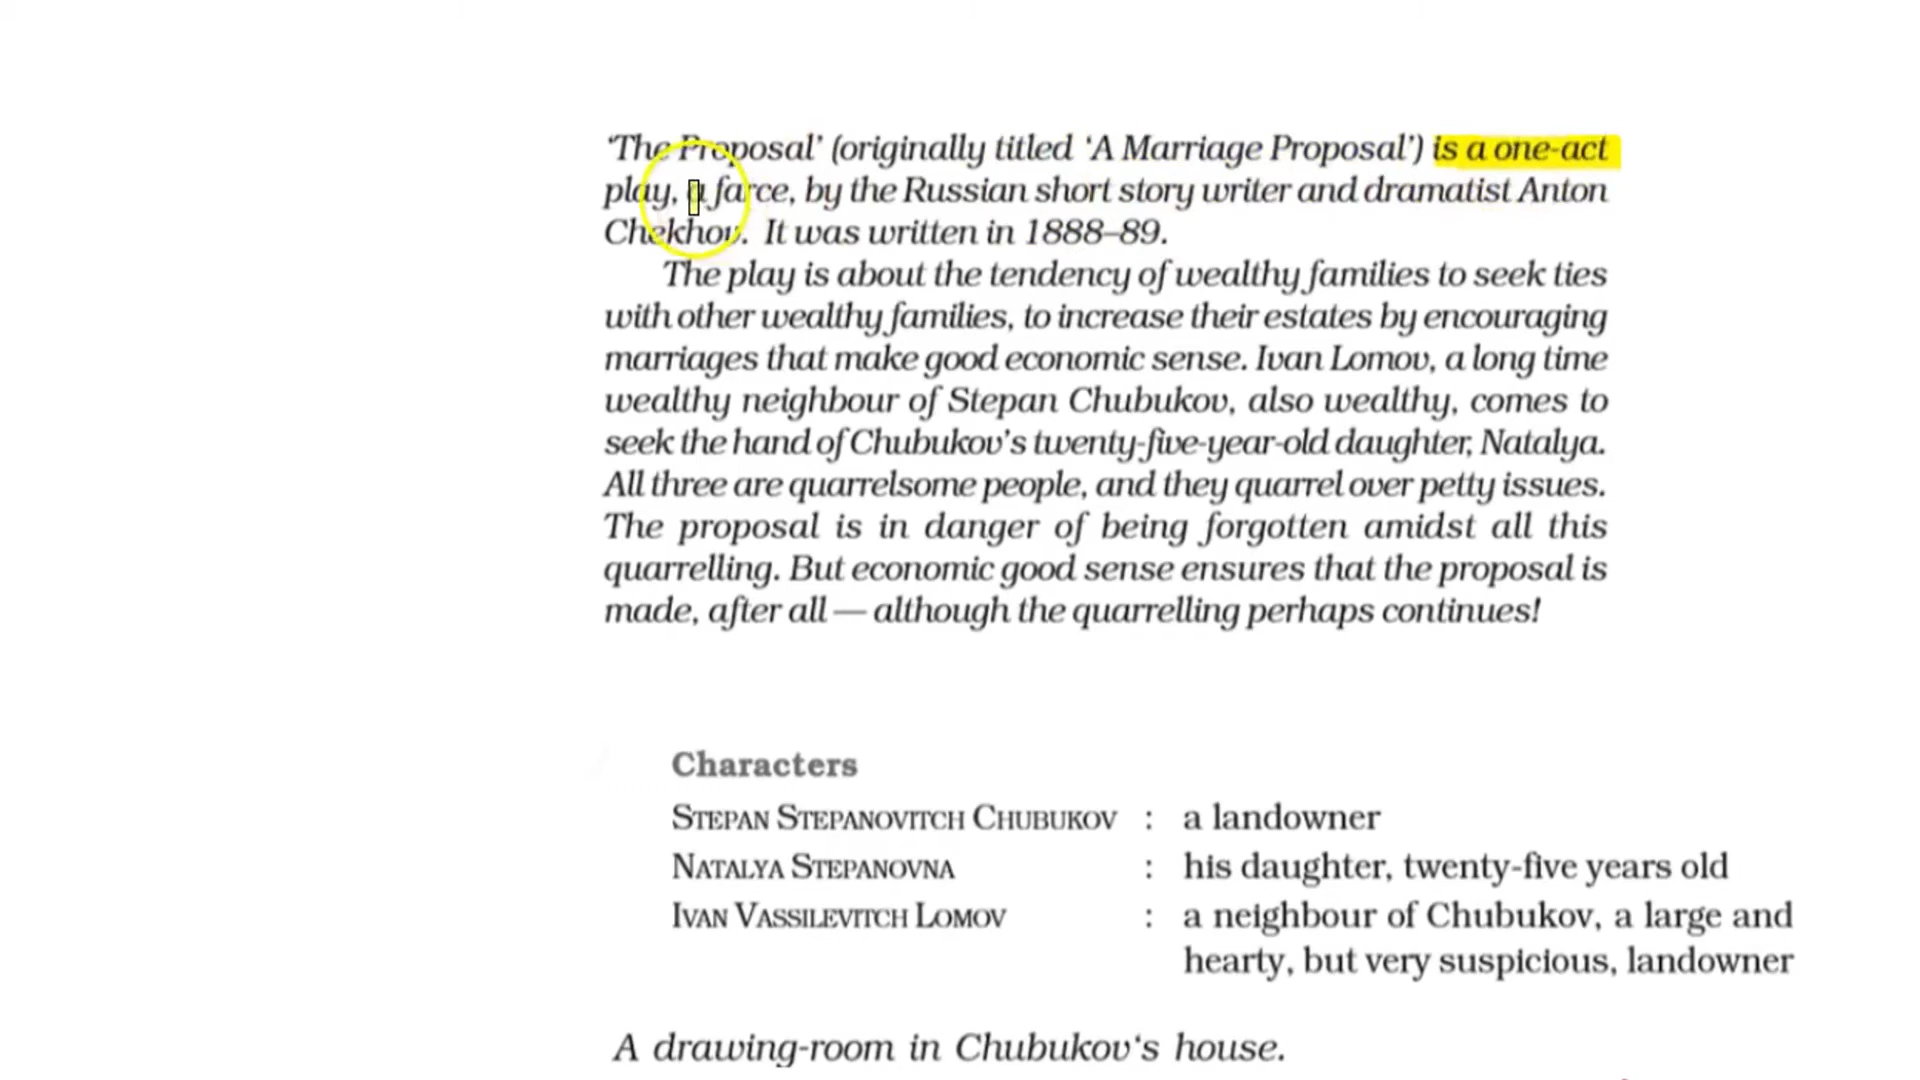 ‘The Proposal’ (originally titled ‘A Marriage Proposal’) is a one-act
play, a farce, by the Russian short story writer and dramatist Anton
Chekhov. It was written in 1888–89.
The play is about the tendency of wealthy families to seek ties
with other wealthy families, to increase their estates by encouraging
marriages that make good economic sense. Ivan Lomov, a long time
wealthy neighbour of Stepan Chubukov, also wealthy, comes to
seek the hand of Chubukov’s twenty-five-year-old daughter, Natalya.
All three are quarrelsome people, and they quarrel over petty issues.
The proposal is in danger of being forgotten amidst all this
quarrelling. But economic good sense ensures that the proposal is
made, after all — although the quarrelling perhaps continues!
Characters
STEPAN STEPANOVITCH CHUBUKOV : a landowner
NATALYA STEPANOVNA : his daughter, twenty-five years old
IVAN VASSILEVITCH LOMOV : a neighbour of Chubukov, a large and
hearty, but very suspicious, landowner
A drawing-room in Chubukov‘s house.